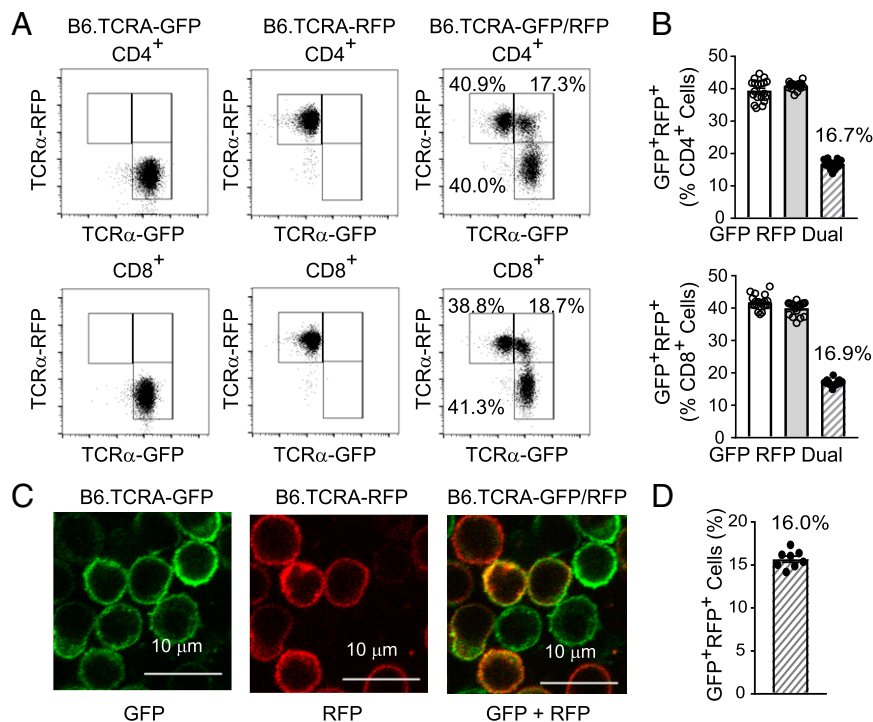 A
B6.TCRA-GFP
CD4+
B6.TCRA-RFP
CD4+
B6.TCRA-GFP/RFP
CD4+
TCRα-RFP
TCRα-GFP
TCRα-RFP
TCRα-GFP
TCRα-RFP
40.9%
17.3%
40.0%
TCRα-GFP
CD8+
CD8+
CD8+
TCRα-RFP
TCRα-GFP
TCRα-RFP
TCRα-GFP
TCRα-RFP
38.8%
18.7%
41.3%
TCRα-GFP
B
GFP+RFP+
(% CD4+ Cells)
50
40
30
20
10
0
16.7%
GFP RFP Dual
GFP+RFP+
(% CD8+ Cells)
50
40
30
20
10
0
16.9%
GFP RFP Dual
C
B6.TCRA-GFP
B6.TCRA-RFP
B6.TCRA-GFP/RFP
10 μm
10 μm
10 μm
GFP
RFP
GFP + RFP
D
GFP+RFP+ Cells (%)
20
15
10
5
0
16.0%